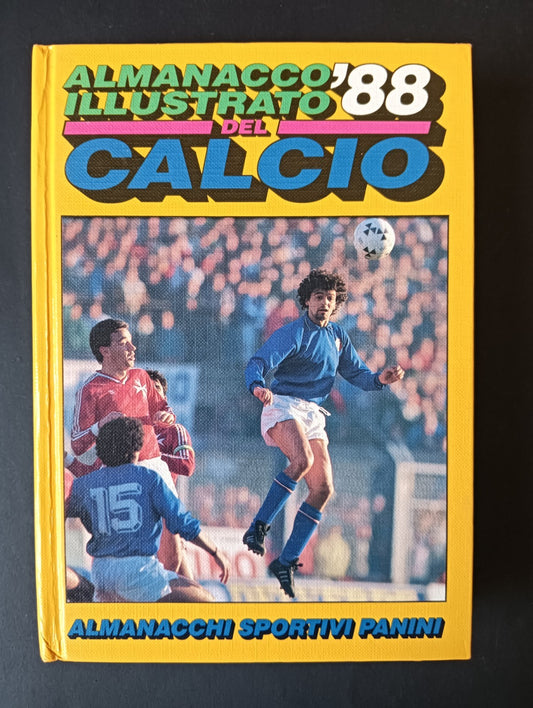 ALMANACCO '88
ILLUSTRATO
DEL
CALCIO
15
ALMANACCHI SPORTIVI PANINI